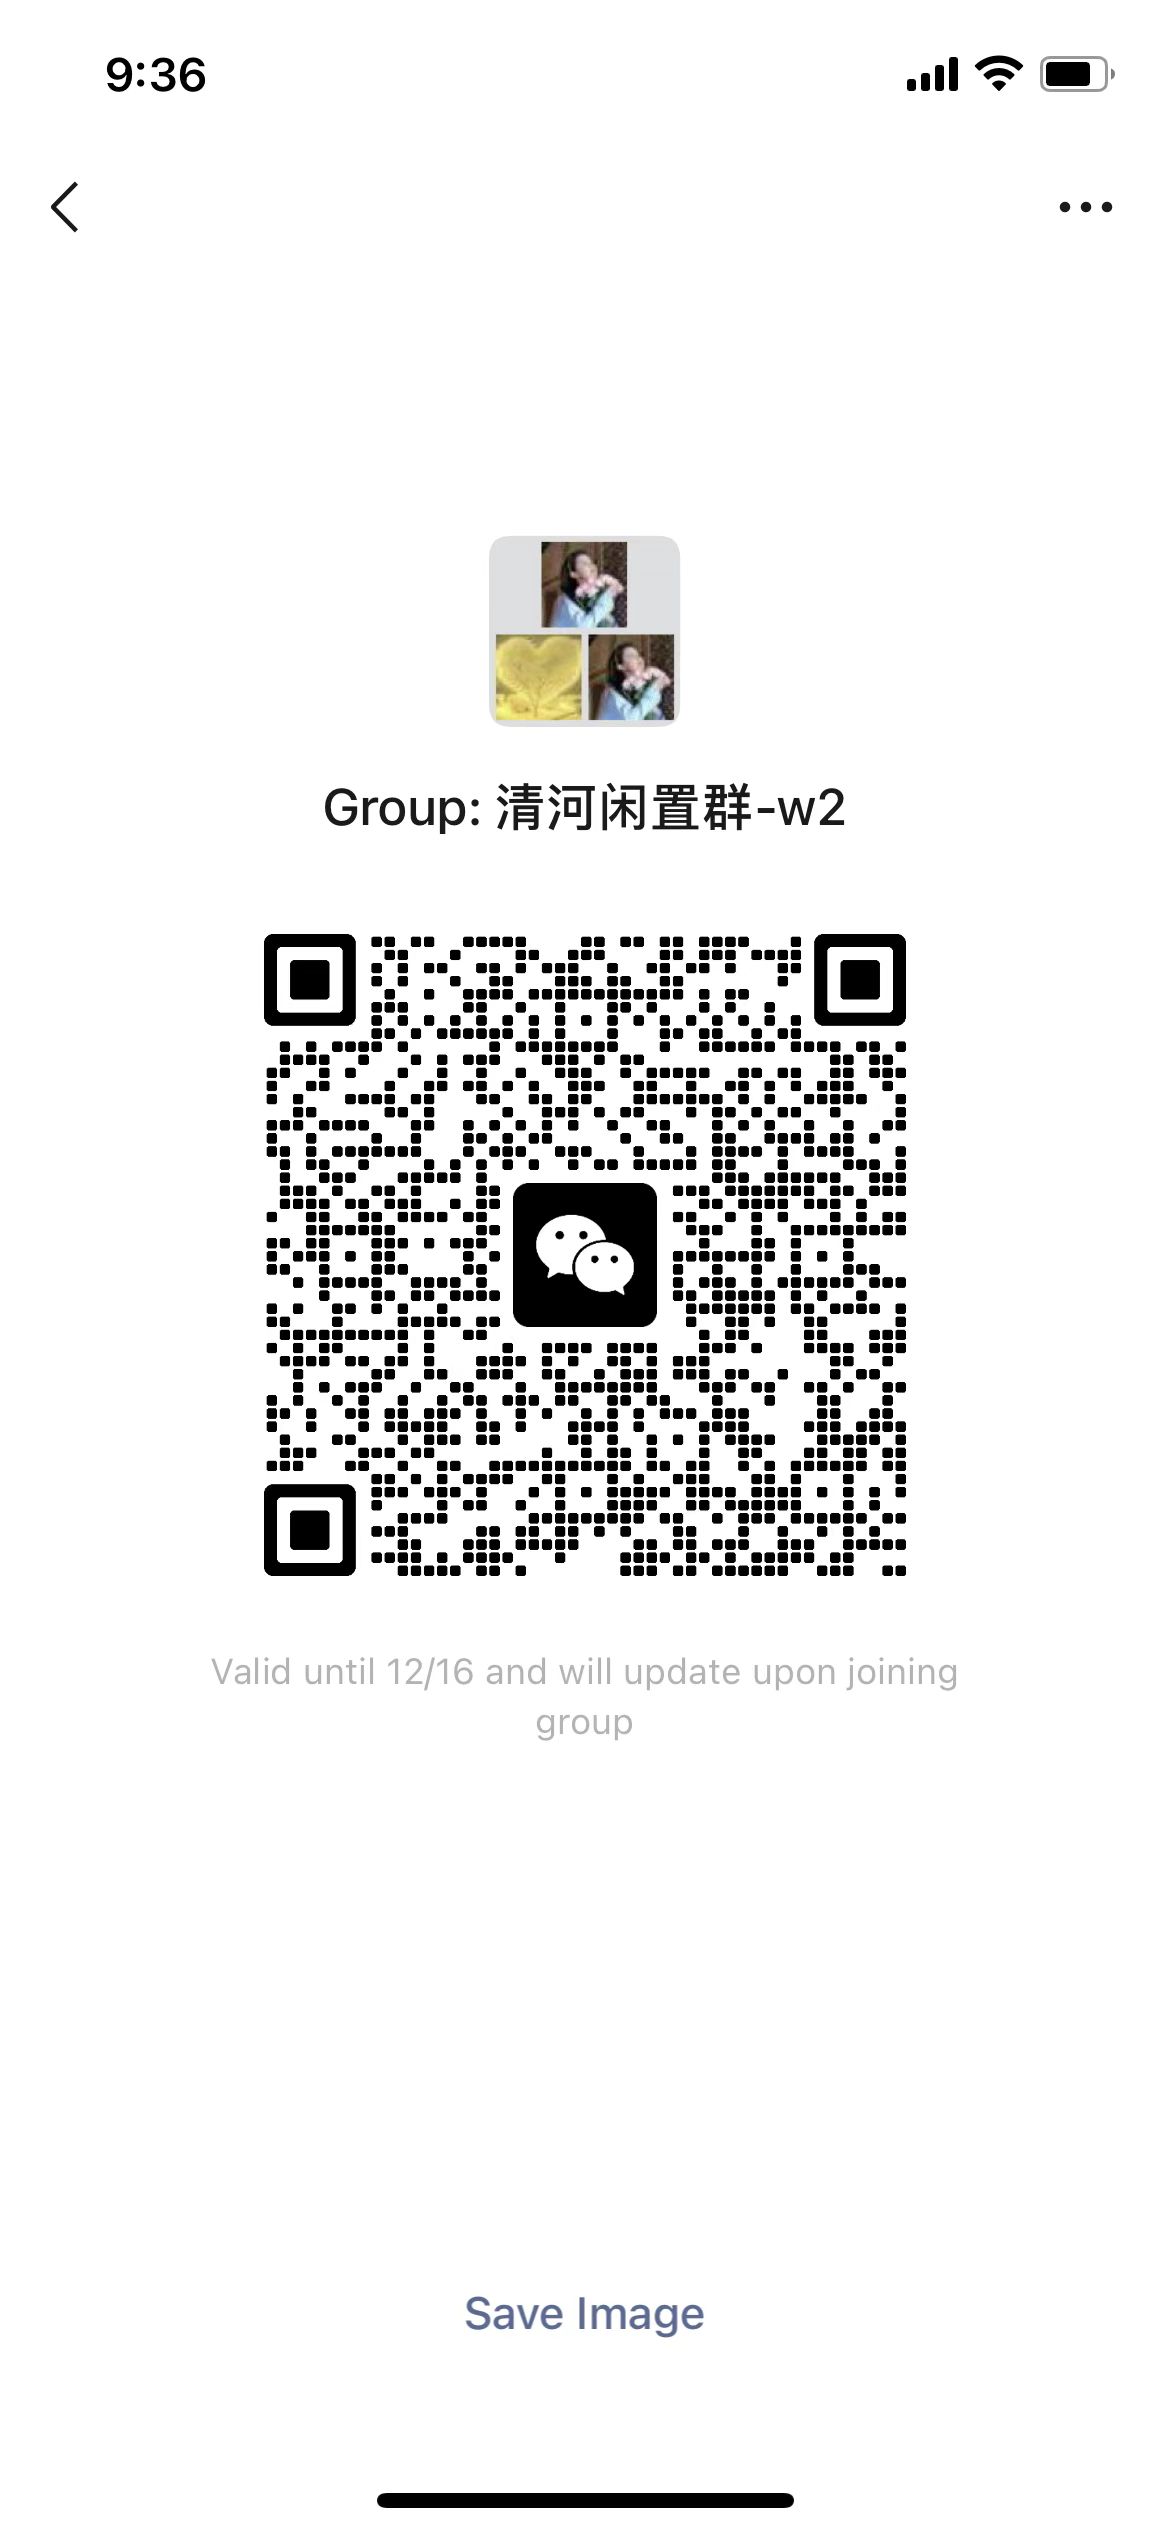 9:36
Group: 清河闲置群-w2
Valid until 12/16 and will update upon joining
group
Save Image